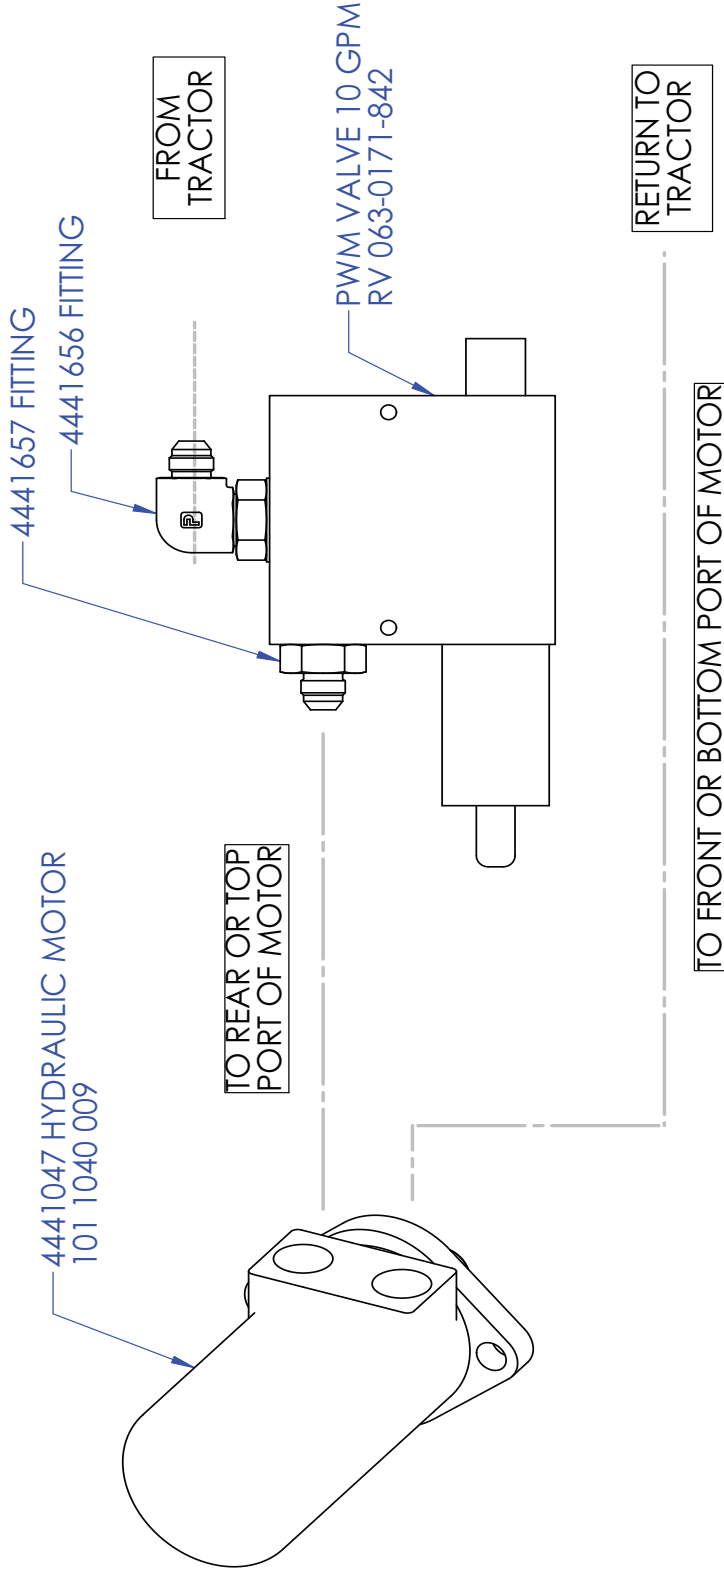 4441047 HYDRAULIC MOTOR
101 1040 009
4441657 FITTING
4441656 FITTING
FROM
TRACTOR
TO REAR OR TOP
PORT OF MOTOR
PWM VALVE 10 GPM
RV 063-0171-842
RETURN TO
TRACTOR
TO FRONT OR BOTTOM PORT OF MOTOR